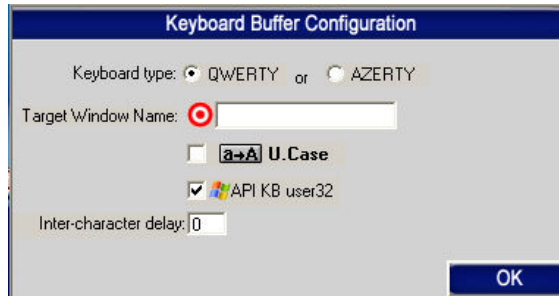 Keyboard Buffer Configuration
Keyboard type: QWERTY or AZERTY
Target Window Name:
a→A U.Case
API KB user32
Inter-character delay: 0
OK